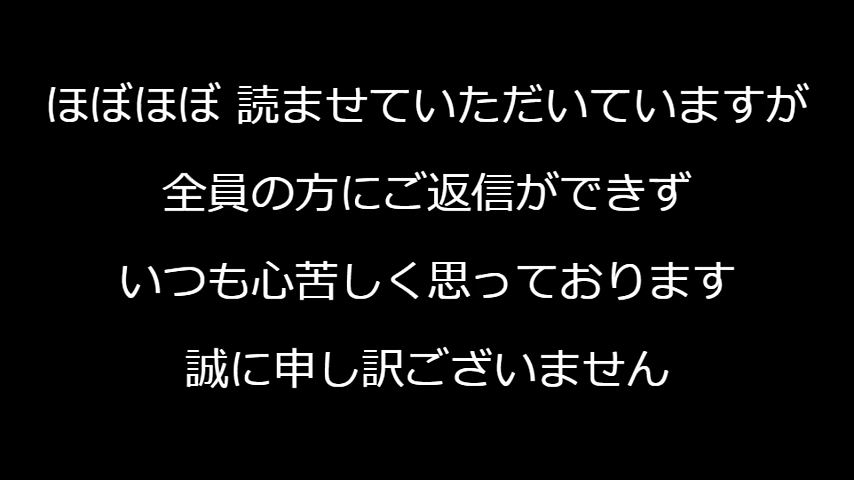 ほぼほぼ 読ませていただいていますが
全員の方にご返信ができず
いつも心苦しく思っております
誠に申し訳ございません